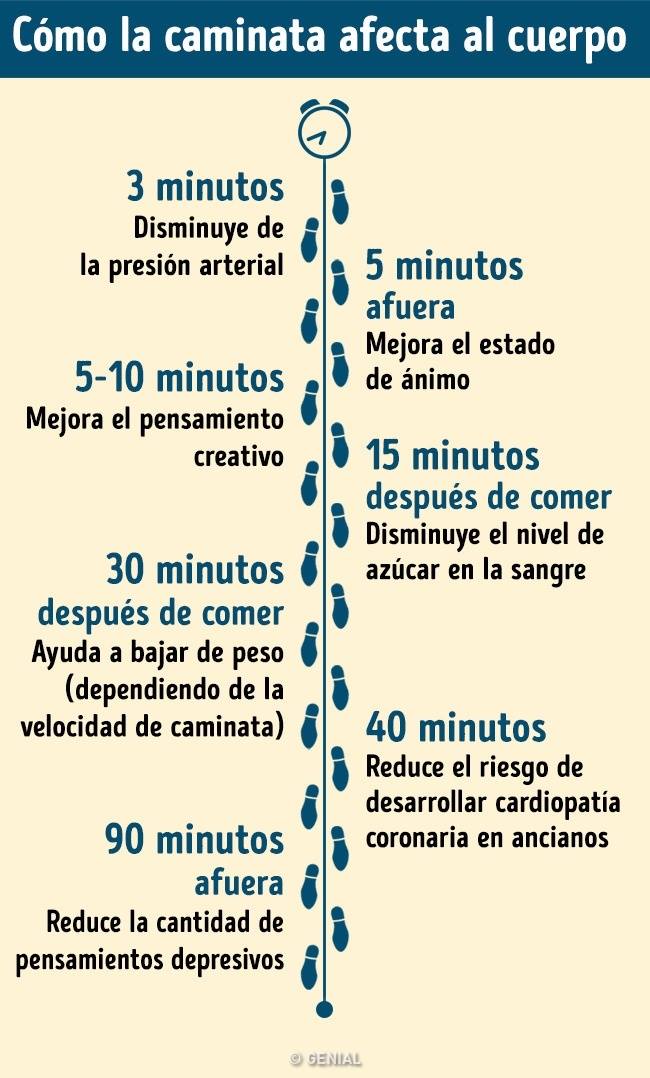 Cómo la caminata afecta al cuerpo
3 minutos
Disminuye de
la presión arterial
5 minutos
afuera
Mejora el estado
de ánimo
5-10 minutos
Mejora el pensamiento
creativo
15 minutos
después de comer
Disminuye el nivel de
azúcar en la sangre
30 minutos
después de comer
Ayuda a bajar de peso
(dependiendo de la
velocidad de caminata)
40 minutos
Reduce el riesgo de
desarrollar cardiopatía
coronaria en ancianos
90 minutos
afuera
Reduce la cantidad de
pensamientos depresivos
© GENIAL